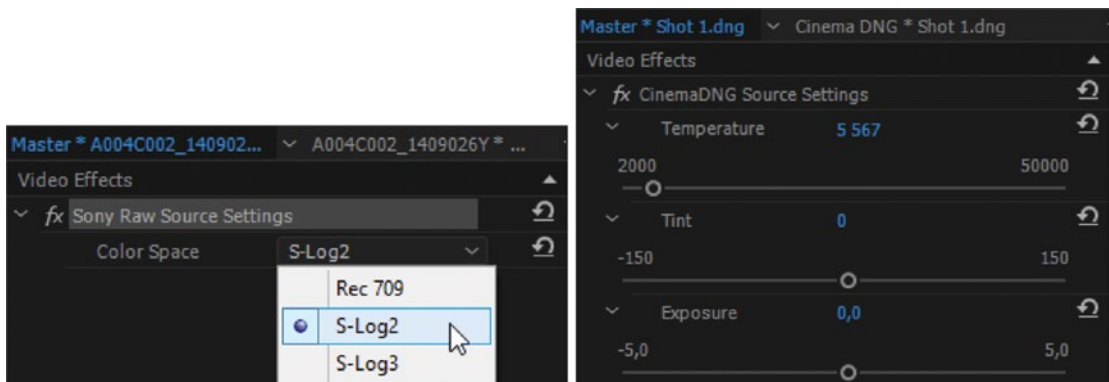 Master * A004C002_140902... A004C002_1409026Y * ...
Video Effects
fx Sony Raw Source Settings
Color Space S-Log2
Rec 709
S-Log2
S-Log3
Master * Shot 1.dng Cinema DNG * Shot 1.dng
Video Effects
fx CinemaDNG Source Settings
Temperature 5 567
2000 50000
Tint 0
-150 150
Exposure 0,0
-5,0 5,0